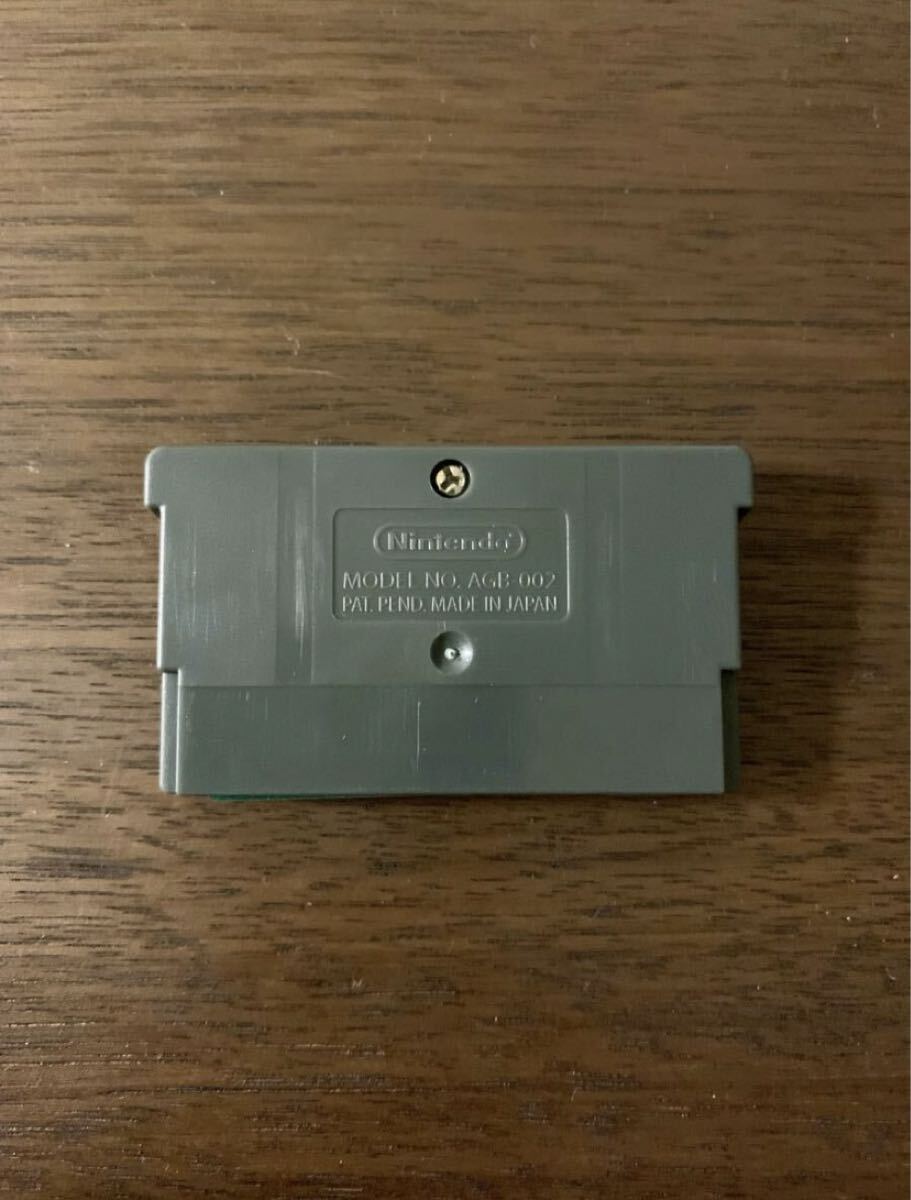 Nintendo
MODEL NO. AGB-002
PAT. PEND. MADE IN JAPAN